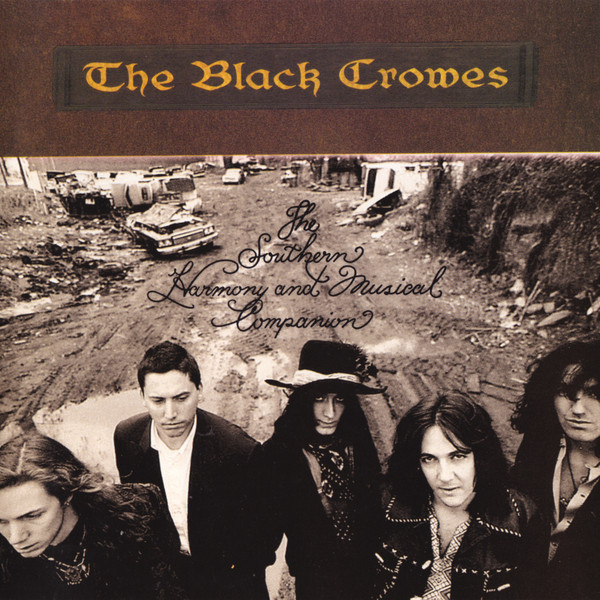 The Black Crowes
The
Southern
Harmony and Musical
Companion